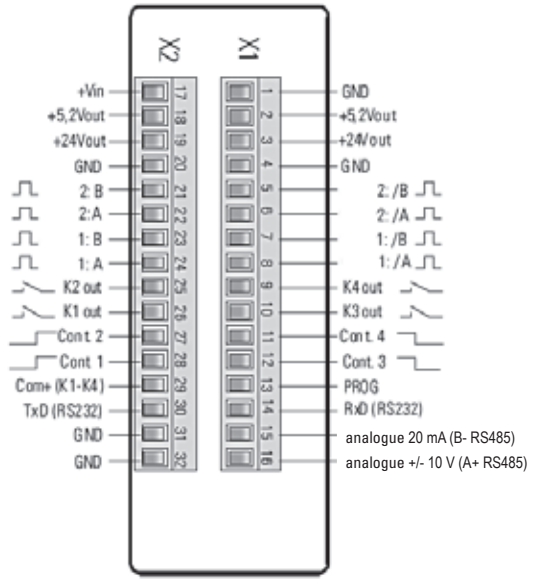 X2 X1
+Vin 17 1 GND
+5,2Vout 18 2 +5,2Vout
+24Vout 19 3 +24Vout
GND 20 4 GND
2: B 21 5 2: /B
2: A 22 6 2: /A
1: B 23 7 1: /B
1: A 24 8 1: /A
K2 out 25 9 K4 out
K1 out 26 10 K3 out
Cont. 2 27 11 Cont. 4
Cont. 1 28 12 Cont. 3
Com+ (K1-K4) 29 13 PROG
TxD (RS232) 30 14 RxD (RS232)
GND 31 15 analogue 20 mA (B- RS485)
GND 32 16 analogue +/- 10 V (A+ RS485)